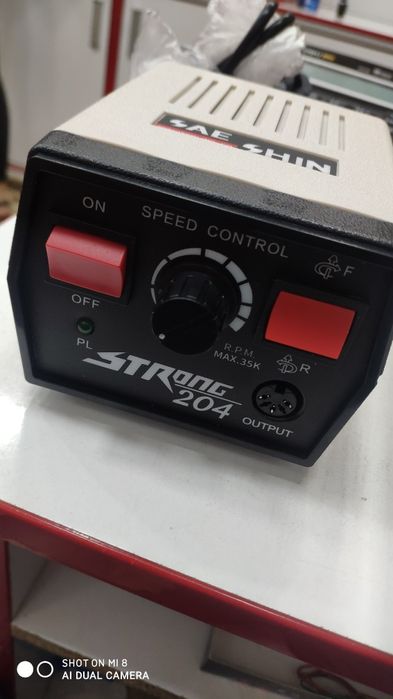 SAE SHIN
ON
SPEED CONTROL
F
OFF
R
PL
R.P.M.
MAX.35K
STRONG
204
OUTPUT
SHOT ON MI 8
AI DUAL CAMERA